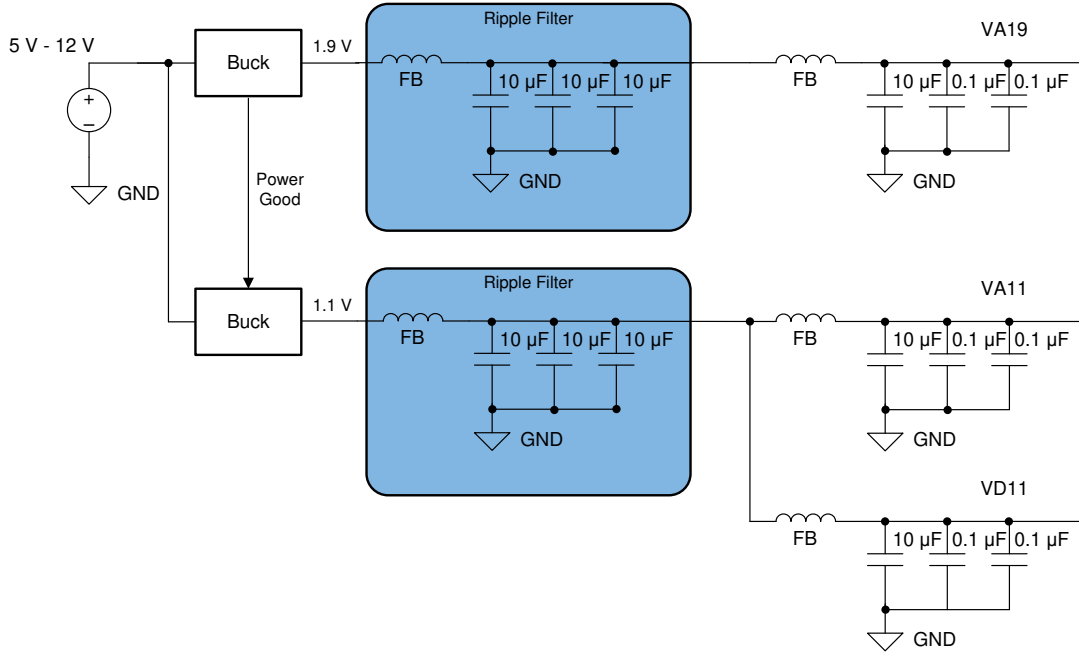 Ripple Filter
5 V - 12 V
1.9 V
VA19
Buck
FB
10 µF 10 µF 10 µF
FB
10 µF 0.1 µF 0.1 µF
+
–
GND
Power
Good
GND
GND
Ripple Filter
VA11
1.1 V
Buck
FB
10 µF 10 µF 10 µF
FB
10 µF 0.1 µF 0.1 µF
GND
GND
VD11
FB
10 µF 0.1 µF 0.1 µF
GND